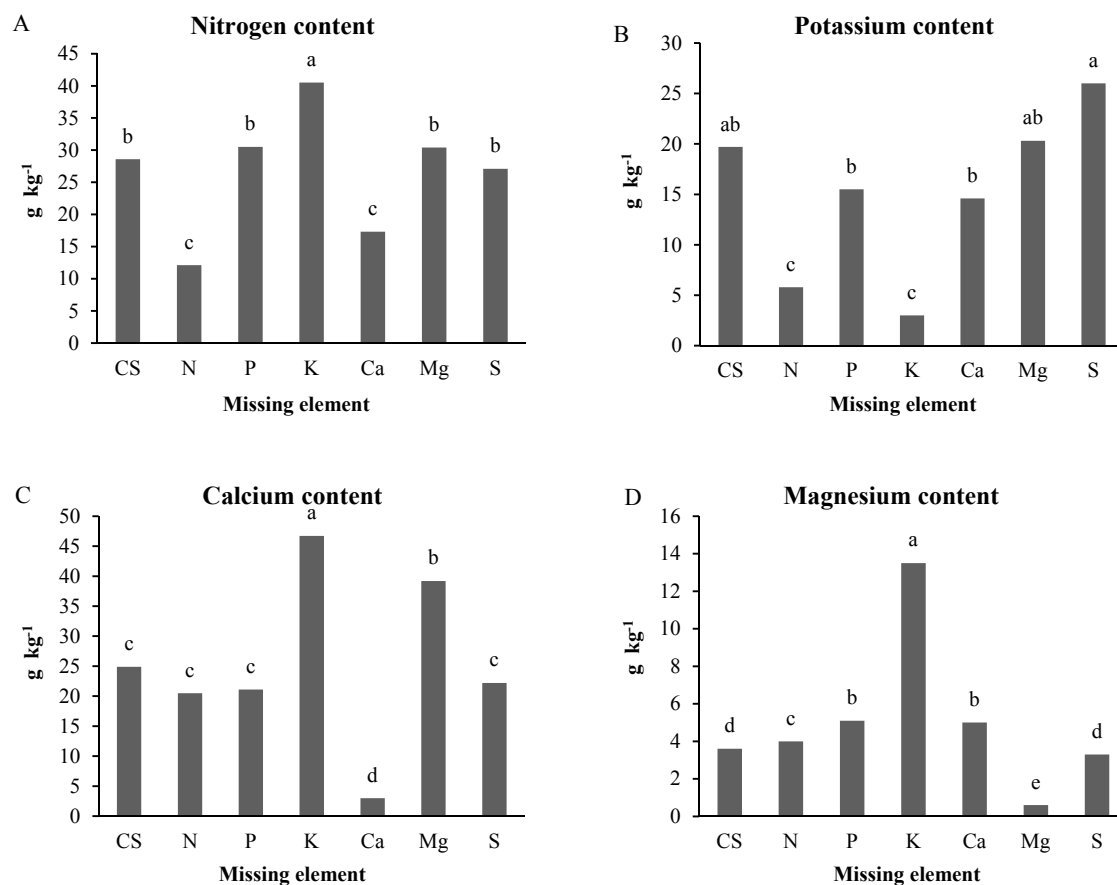 A
Nitrogen content
45
40
35
30
25
20
15
10
5
0
g kg-1
b
c
b
a
c
b
b
CS N P K Ca Mg S
Missing element
B
Potassium content
30
25
20
15
10
5
0
g kg-1
ab
c
b
c
b
ab
a
CS N P K Ca Mg S
Missing element
C
Calcium content
50
45
40
35
30
25
20
15
10
5
0
g kg-1
c
c
c
a
d
b
c
CS N P K Ca Mg S
Missing element
D
Magnesium content
16
14
12
10
8
6
4
2
0
g kg-1
d
c
b
a
b
e
d
CS N P K Ca Mg S
Missing element